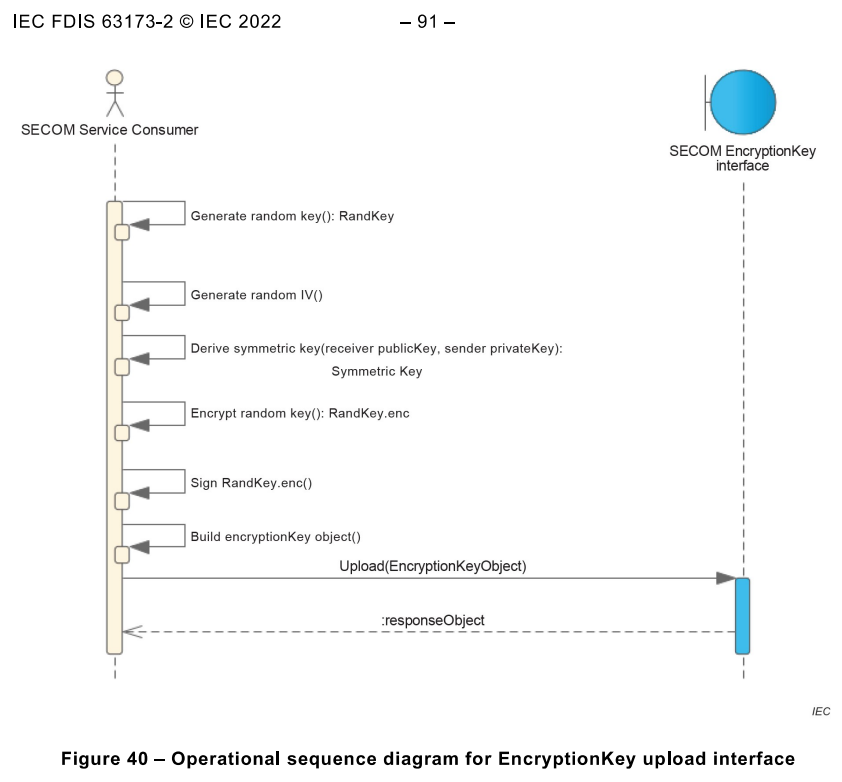 IEC FDIS 63173-2 © IEC 2022 – 91 –
SECOM Service Consumer
SECOM EncryptionKey
interface
Generate random key(): RandKey
Generate random IV()
Derive symmetric key(receiver publicKey, sender privateKey):
Symmetric Key
Encrypt random key(): RandKey.enc
Sign RandKey.enc()
Build encryptionKey object()
Upload(EncryptionKeyObject)
:responseObject
IEC
Figure 40 – Operational sequence diagram for EncryptionKey upload interface